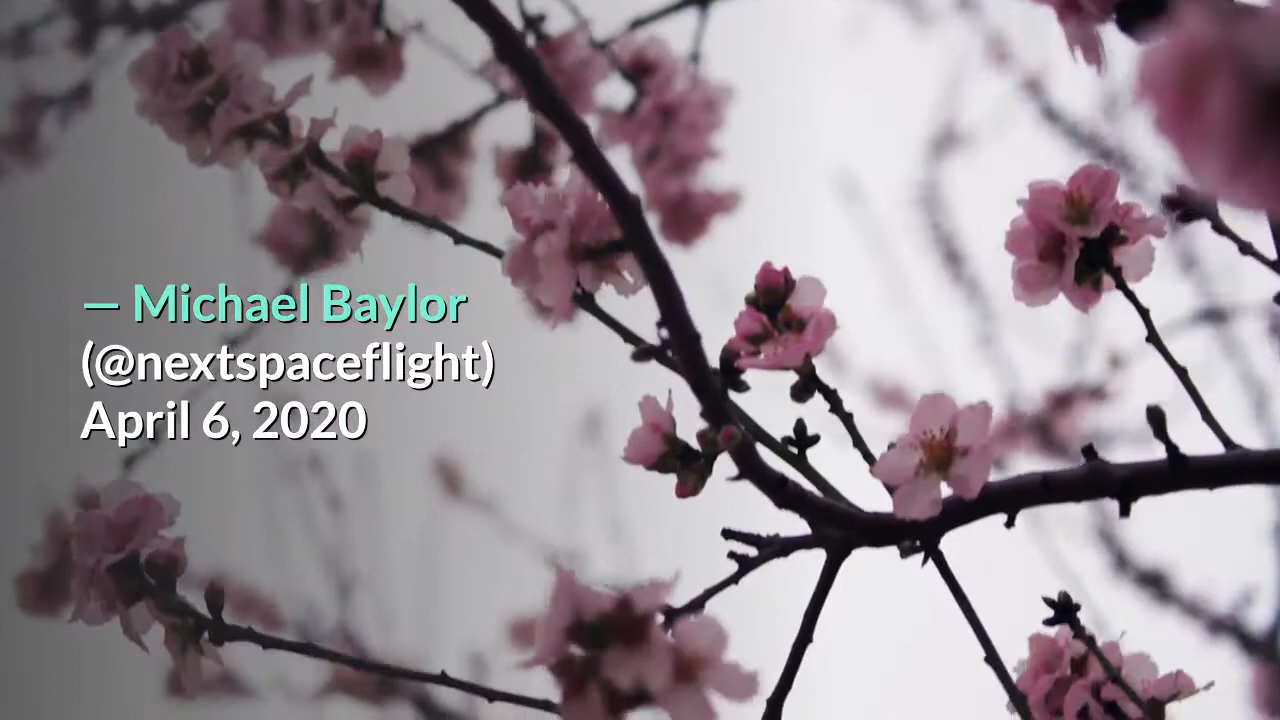 — Michael Baylor
(@nextspaceflight)
April 6, 2020